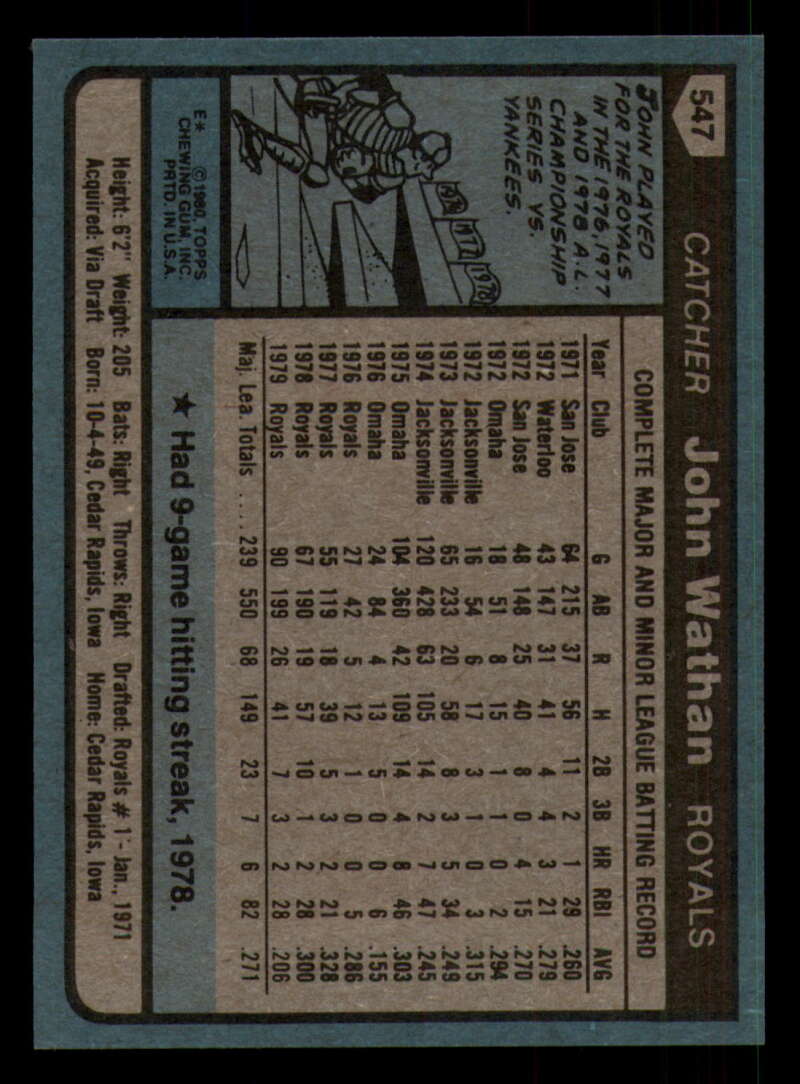 547
CATCHER John Wathan ROYALS
JOHN PLAYED
FOR THE ROYALS
IN THE 1976, 1977
AND 1978 A.L.
CHAMPIONSHIP
SERIES VS.
YANKEES.
1976 1977 1978
E* © 1980, TOPPS
CHEWING GUM, INC.
PRTD. IN U.S.A.
COMPLETE MAJOR AND MINOR LEAGUE BATTING RECORD
Year Club G AB R H 2B 3B HR RBI AVG
1971 San Jose 64 215 37 56 11 2 1 29 .260
1972 Waterloo 43 147 31 41 4 4 3 21 .279
1972 San Jose 48 148 25 40 8 0 4 15 .270
1972 Omaha 18 51 8 15 1 1 0 2 .294
1972 Jacksonville 16 54 6 17 3 1 0 3 .315
1973 Jacksonville 65 233 20 58 8 3 5 34 .249
1974 Jacksonville 120 428 63 105 14 2 7 47 .245
1975 Omaha 104 360 42 109 14 4 8 46 .303
1976 Omaha 24 84 4 13 5 0 0 6 .155
1976 Royals 27 42 5 12 1 0 0 5 .286
1977 Royals 55 119 18 39 5 3 2 21 .328
1978 Royals 67 190 19 57 10 1 2 28 .300
1979 Royals 90 199 26 41 7 3 2 28 .206
Maj. Lea. Totals .... 239 550 68 149 23 7 6 82 .271
★ Had 9-game hitting streak, 1978.
Height: 6'2" Weight: 205 Bats: Right Throws: Right Drafted: Royals # 1 - Jan., 1971
Acquired: Via Draft Born: 10-4-49, Cedar Rapids, Iowa Home: Cedar Rapids, Iowa